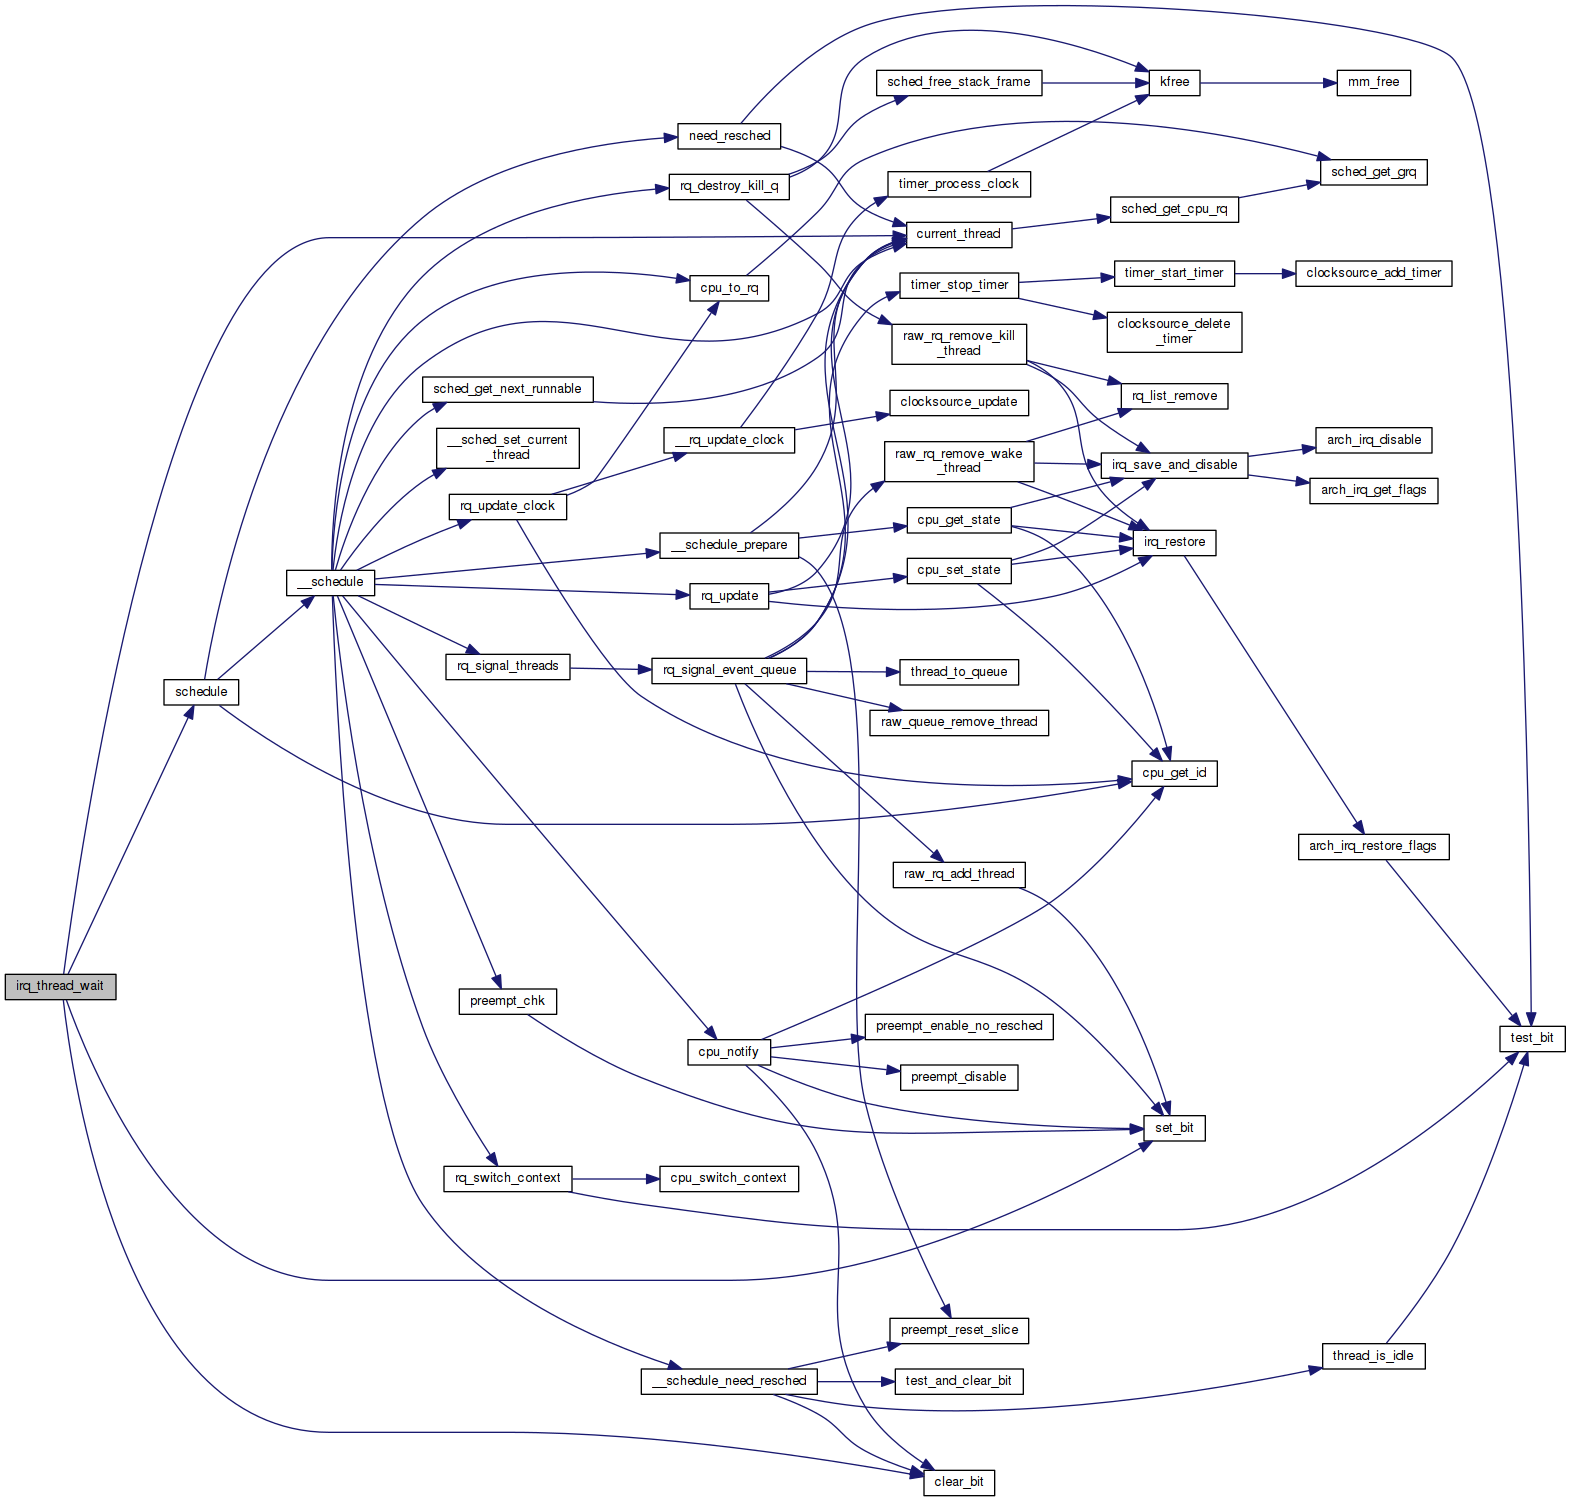 sched_free_stack_frame
kfree
mm_free
need_resched
sched_get_grq
rq_destroy_kill_q
timer_process_clock
sched_get_cpu_rq
current_thread
cpu_to_rq
timer_stop_timer
timer_start_timer
clocksource_add_timer
clocksource_delete
_timer
raw_rq_remove_kill
_thread
sched_get_next_runnable
clocksource_update
rq_list_remove
__sched_set_current
_thread
__rq_update_clock
arch_irq_disable
raw_rq_remove_wake
_thread
irq_save_and_disable
arch_irq_get_flags
rq_update_clock
cpu_get_state
__schedule_prepare
irq_restore
__schedule
cpu_set_state
rq_update
rq_signal_threads
rq_signal_event_queue
thread_to_queue
schedule
raw_queue_remove_thread
cpu_get_id
arch_irq_restore_flags
raw_rq_add_thread
irq_thread_wait
preempt_chk
preempt_enable_no_resched
test_bit
cpu_notify
preempt_disable
set_bit
rq_switch_context
cpu_switch_context
preempt_reset_slice
thread_is_idle
__schedule_need_resched
test_and_clear_bit
clear_bit